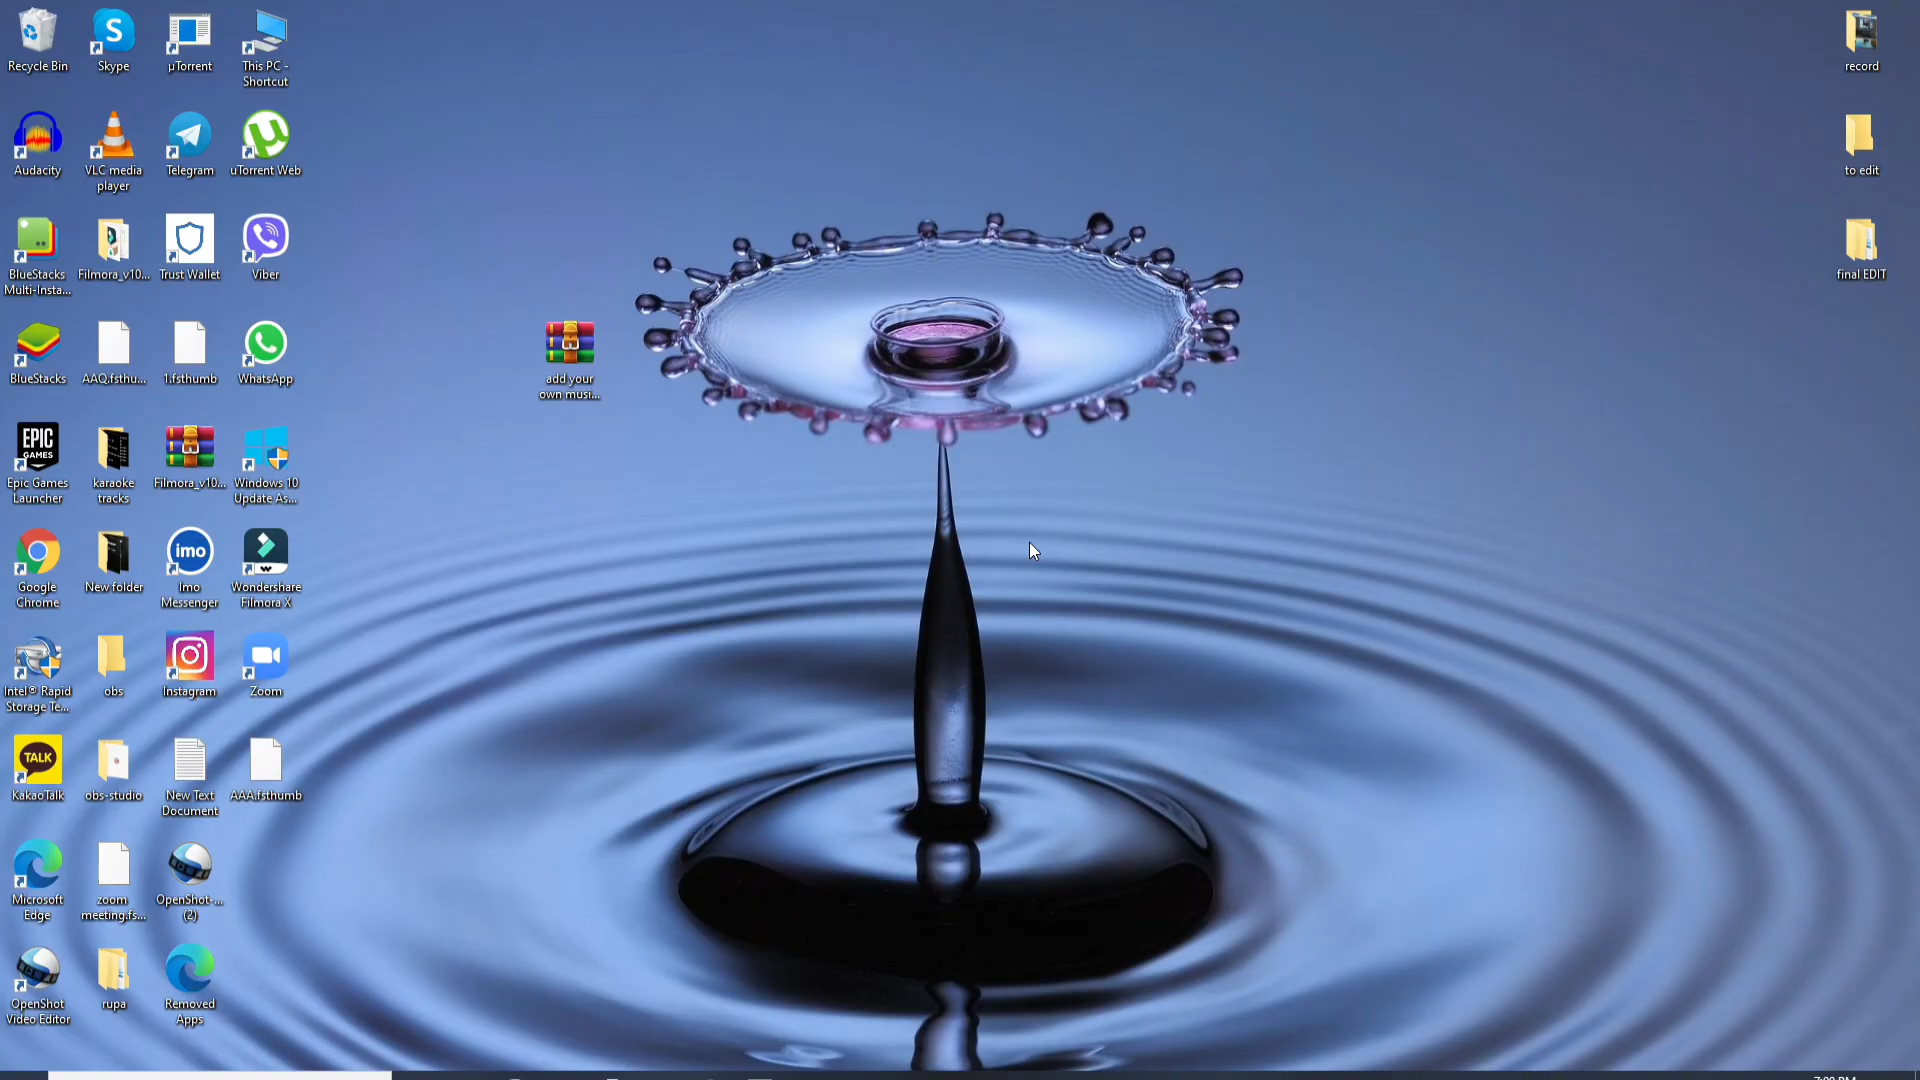 Recycle Bin
Skype
µTorrent
This PC -
Shortcut
Audacity
VLC media
player
Telegram
uTorrent Web
BlueStacks
Multi-Insta...
Filmora_v10...
Trust Wallet
Viber
BlueStacks
AAQ.fsthu...
1.fsthumb
WhatsApp
EPIC
GAMES
Epic Games
Launcher
karaoke
tracks
Filmora_v10...
Windows 10
Update As...
Google
Chrome
New folder
imo
Imo
Messenger
Wondershare
Filmora X
Intel® Rapid
Storage Te...
obs
Instagram
Zoom
TALK
KakaoTalk
obs-studio
New Text
Document
AAA.fsthumb
Microsoft
Edge
zoom
meeting.fs...
OpenShot-...
(2)
OpenShot
Video Editor
rupa
Removed
Apps
add your
own musi...
record
to edit
final EDIT